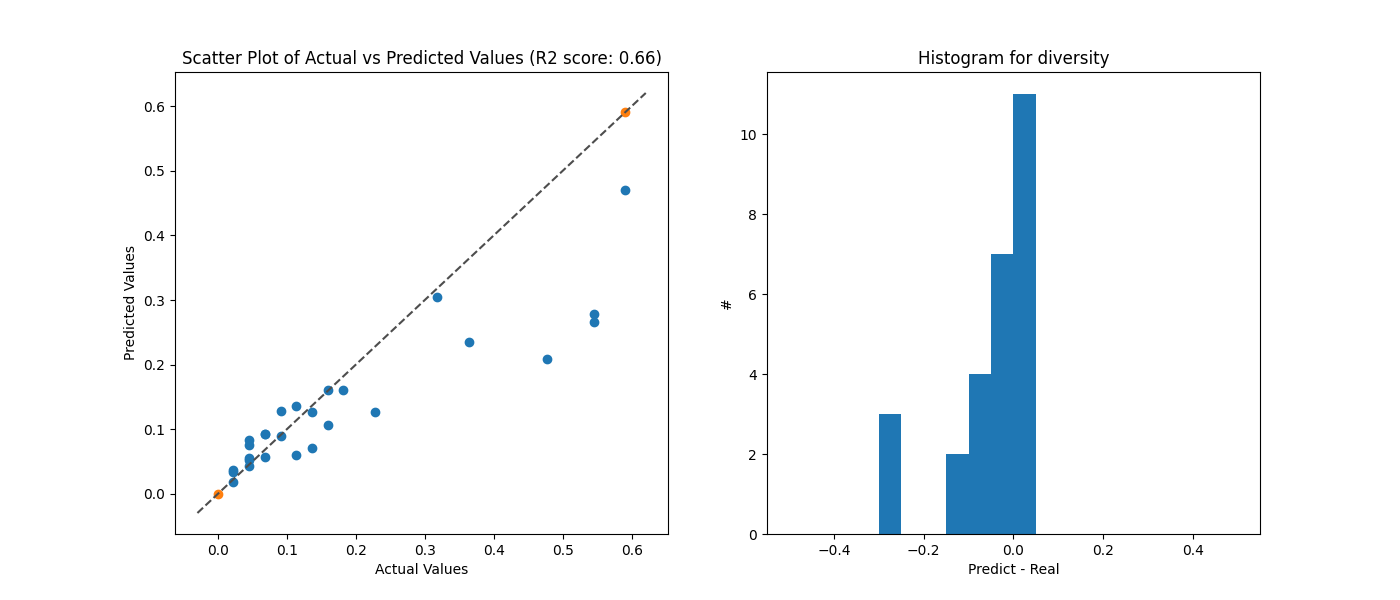 Scatter Plot of Actual vs Predicted Values (R2 score: 0.66)
0.6
0.5
0.4
0.3
0.2
0.1
0.0
Predicted Values
0.0 0.1 0.2 0.3 0.4 0.5 0.6
Actual Values
Histogram for diversity
10
8
6
4
2
0
#
−0.4 −0.2 0.0 0.2 0.4
Predict - Real